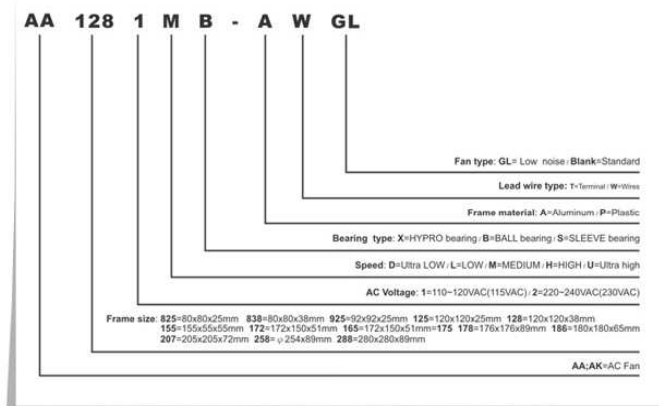 AA 128 1 M B - A W GL
Fan type: GL= Low noise / Blank=Standard
Lead wire type: T=Terminal / W=Wires
Frame material: A=Aluminum / P=Plastic
Bearing type: X=HYPRO bearing / B=BALL bearing / S=SLEEVE bearing
Speed: D=Ultra LOW / L=LOW / M=MEDIUM / H=HIGH / U=Ultra high
AC Voltage: 1=110~120VAC(115VAC) / 2=220~240VAC(230VAC)
Frame size: 825=80x80x25mm 838=80x80x38mm 925=92x92x25mm 125=120x120x25mm 128=120x120x38mm
155=155x55x55mm 172=172x150x51mm 165=172x150x51mm=175 178=176x176x89mm 186=180x180x65mm
207=205x205x72mm 258= φ 254x89mm 288=280x280x89mm
AA;AK=AC Fan